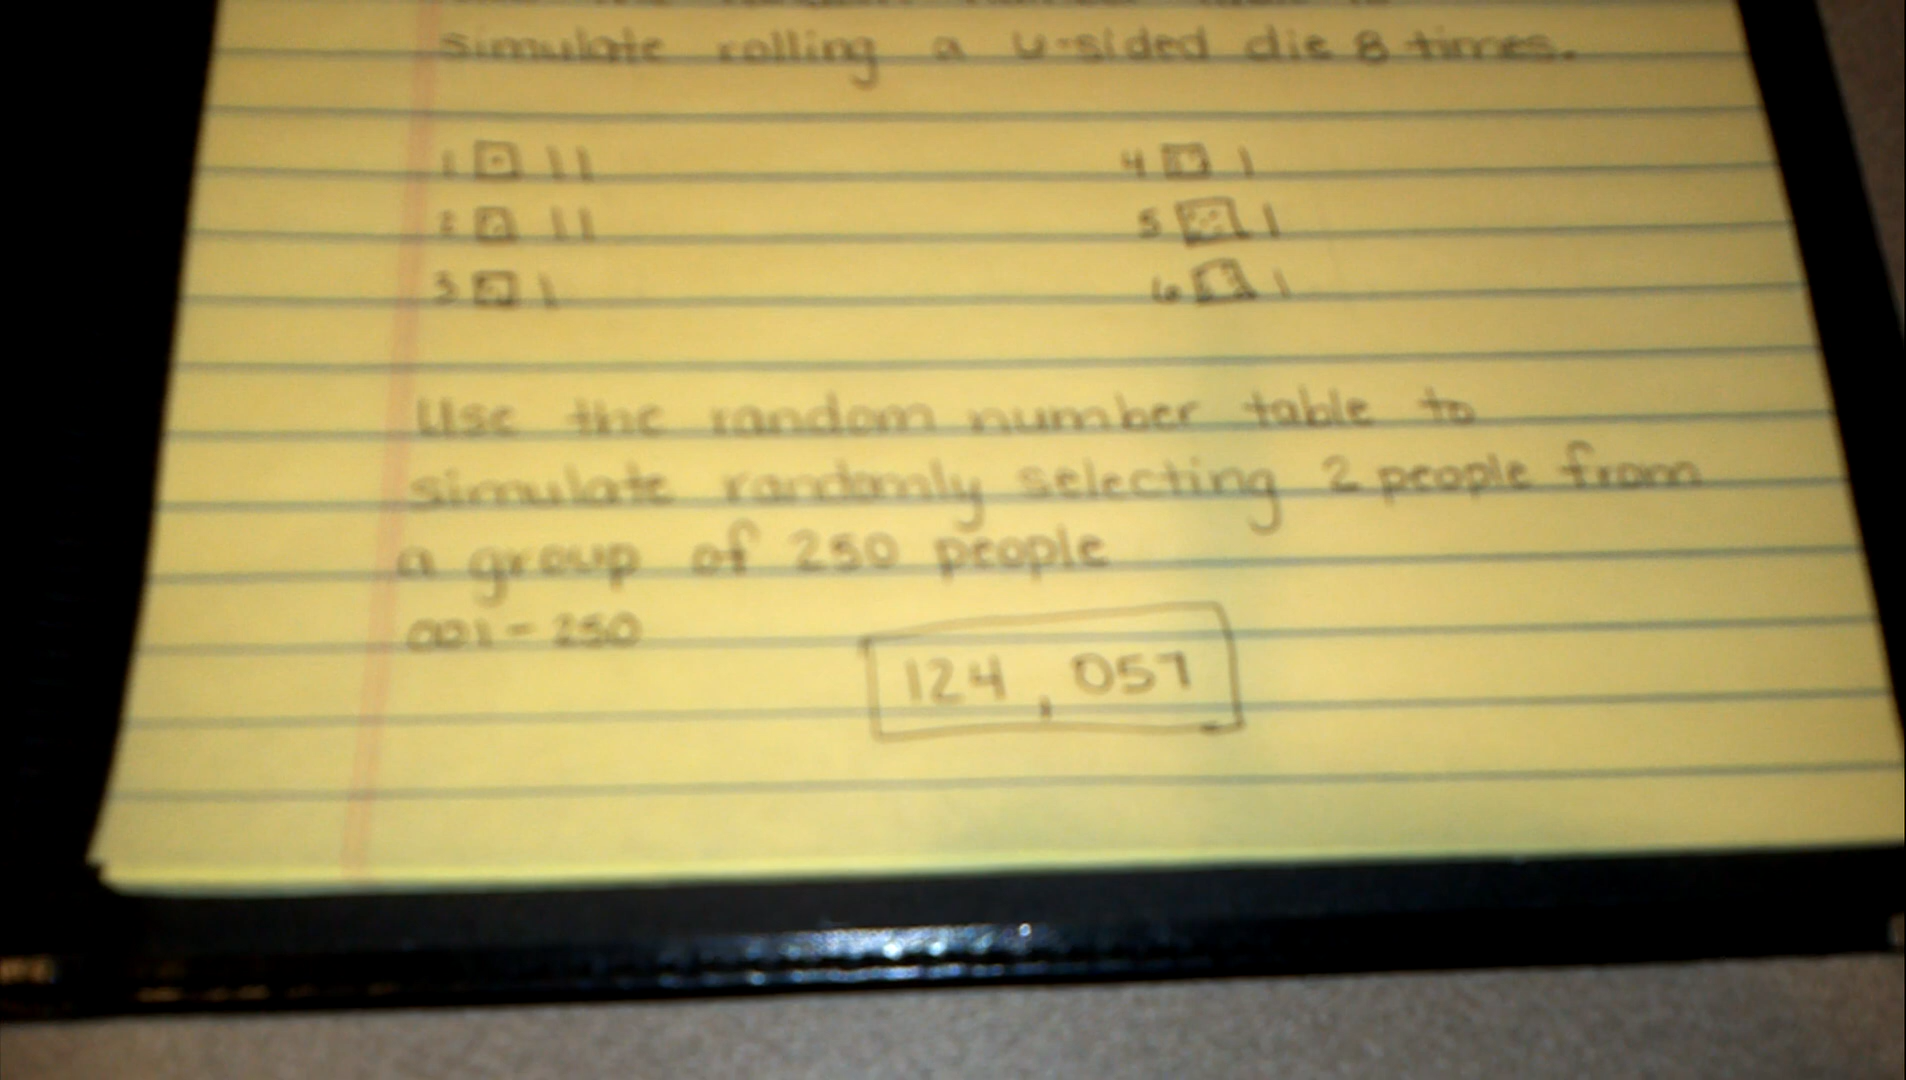 simulate rolling a 6-sided die 8 times.
1 11 4 1
2 11 5 1
3 1 6 1
Use the random number table to
simulate randomly selecting 2 people from
a group of 250 people
001 - 250
124, 057